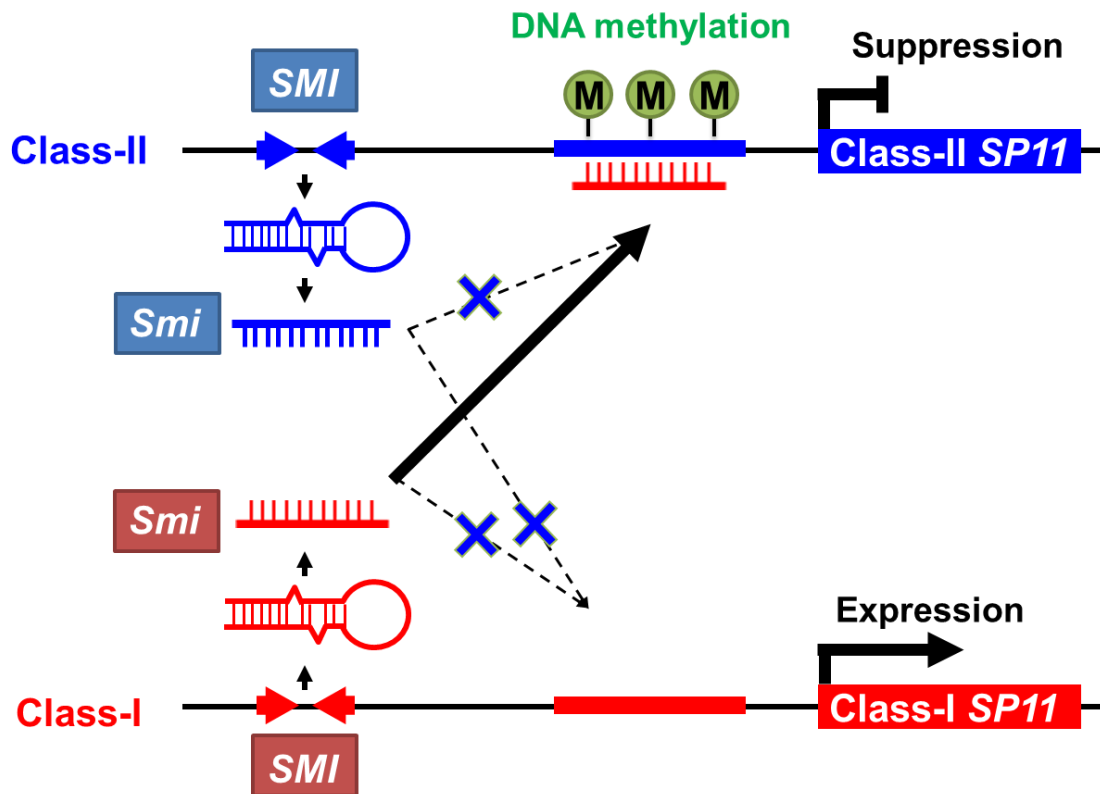 DNA methylation
Suppression
SMI
M M M
Class-II
Class-II SP11
Smi
Smi
Expression
Class-I
Class-I SP11
SMI